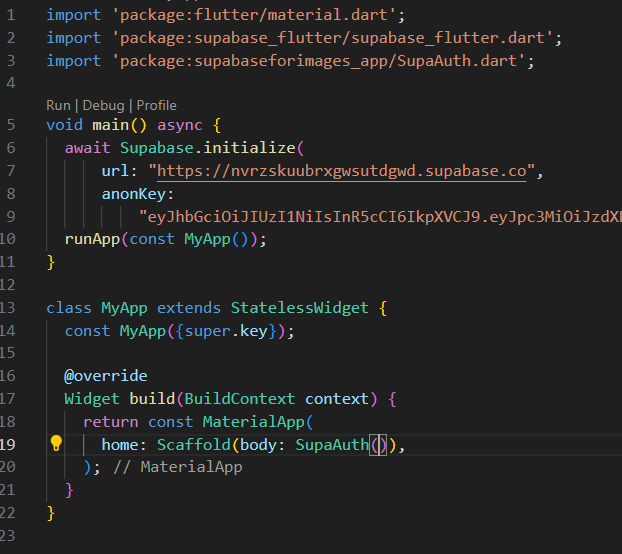 1 import 'package:flutter/material.dart';
2 import 'package:supabase_flutter/supabase_flutter.dart';
3 import 'package:supabaseforimages_app/SupaAuth.dart';
4
Run | Debug | Profile
5 void main() async {
6 await Supabase.initialize(
7 url: "https://nvrzskuubrxgwsutdgwd.supabase.co",
8 anonKey:
9 "eyJhbGciOiJIUzI1NiIsInR5cCI6IkpXVCJ9.eyJpc3MiOiJzdXB
10 runApp(const MyApp());
11 }
12
13 class MyApp extends StatelessWidget {
14 const MyApp({super.key});
15
16 @override
17 Widget build(BuildContext context) {
18 return const MaterialApp(
19 home: Scaffold(body: SupaAuth()),
20 ); // MaterialApp
21 }
22 }
23